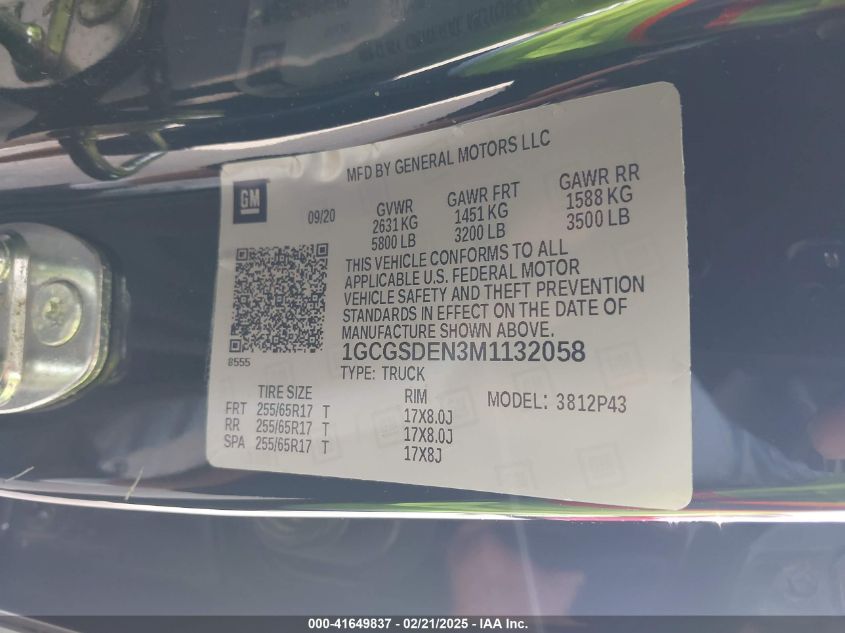 MFD BY GENERAL MOTORS LLC
GM
09/20
GVWR
2631 KG
5800 LB
GAWR FRT
1451 KG
3200 LB
GAWR RR
1588 KG
3500 LB
THIS VEHICLE CONFORMS TO ALL
APPLICABLE U.S. FEDERAL MOTOR
VEHICLE SAFETY AND THEFT PREVENTION
STANDARDS IN EFFECT ON THE DATE OF
MANUFACTURE SHOWN ABOVE.
8555
1GCGSDEN3M1132058
TYPE: TRUCK
MODEL: 3812P43
TIRE SIZE RIM
FRT 255/65R17 T 17X8.0J
RR 255/65R17 T 17X8.0J
SPA 255/65R17 T 17X8J
000-41649837 - 02/21/2025 - IAA Inc.